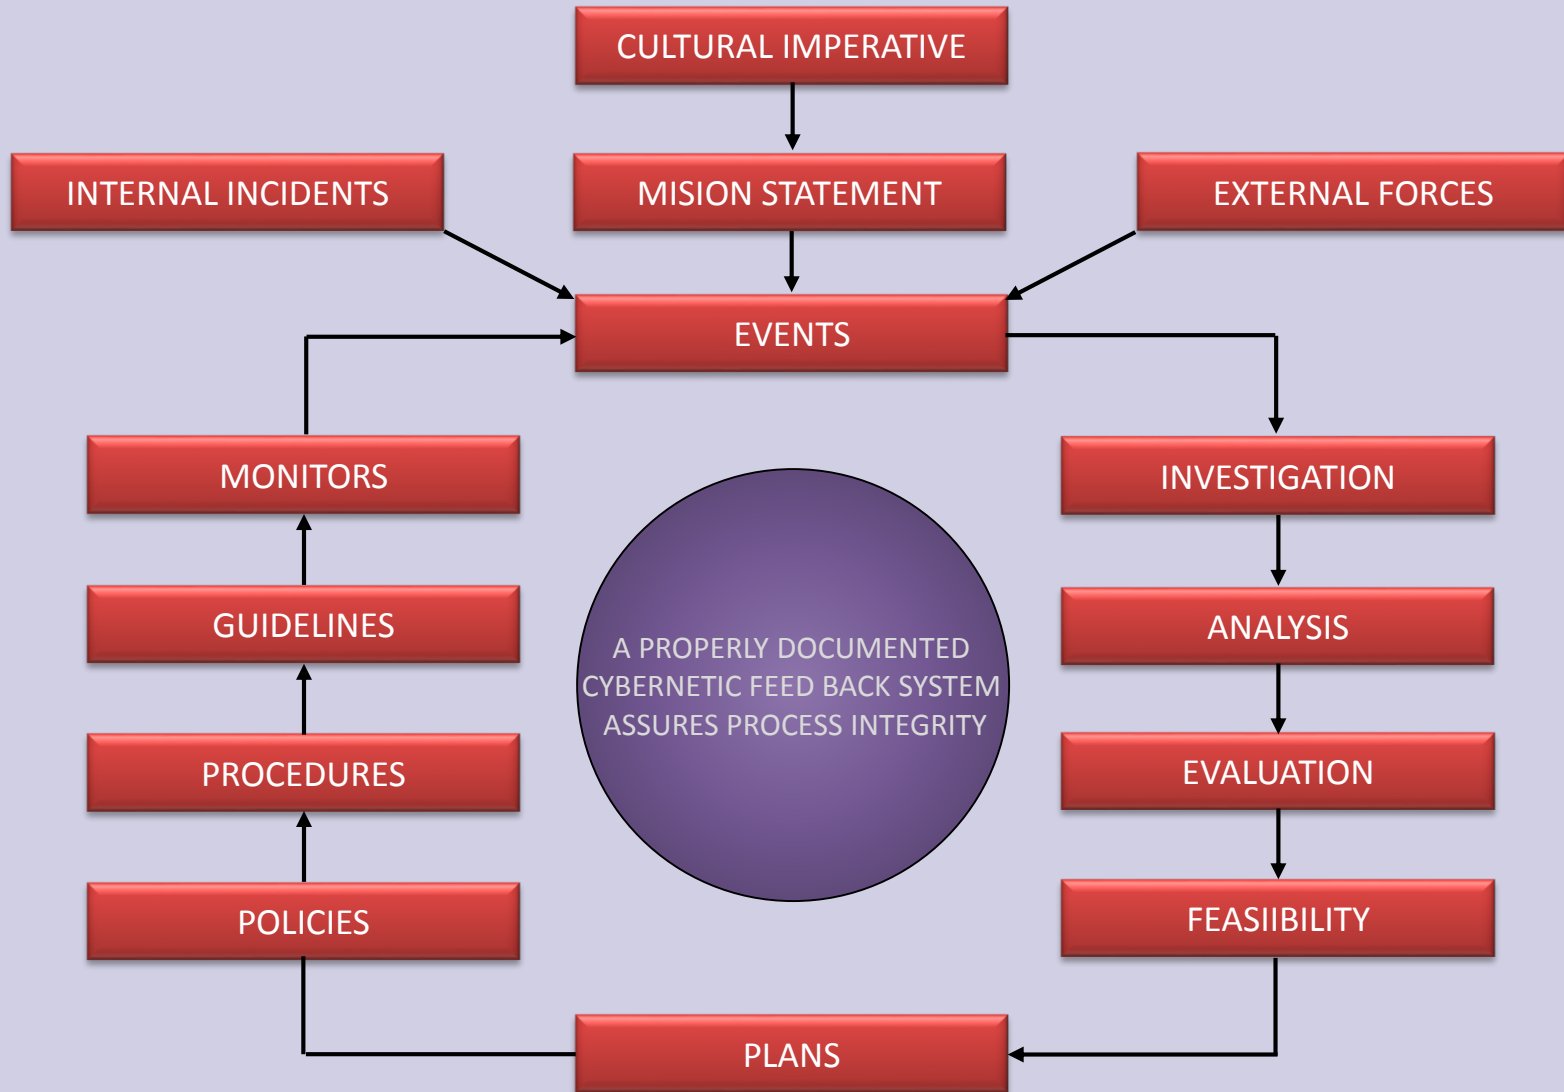 CULTURAL IMPERATIVE
INTERNAL INCIDENTS
MISION STATEMENT
EXTERNAL FORCES
EVENTS
MONITORS
INVESTIGATION
GUIDELINES
ANALYSIS
A PROPERLY DOCUMENTED
CYBERNETIC FEED BACK SYSTEM
ASSURES PROCESS INTEGRITY
PROCEDURES
EVALUATION
POLICIES
FEASIIBILITY
PLANS